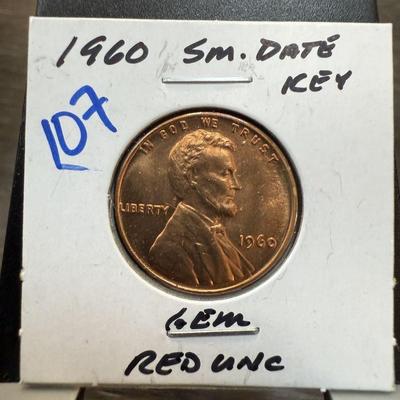 1960 SM. DATE
KEY
107
IN GOD WE TRUST
LIBERTY
1960
GEM
RED UNC